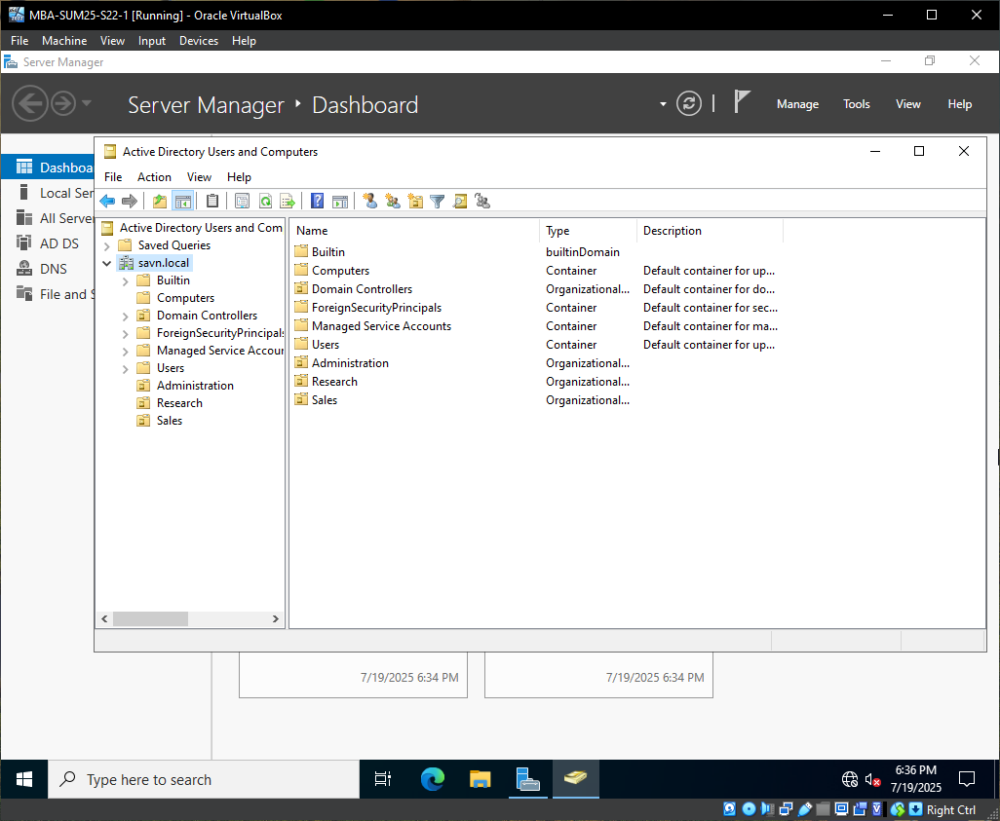 MBA-SUM25-S22-1 [Running] - Oracle VirtualBox
File Machine View Input Devices Help
Server Manager
Server Manager ‣ Dashboard
Manage Tools View Help
Dashboa
Local Ser
All Server
AD DS
DNS
File and S
Active Directory Users and Computers
File Action View Help
Active Directory Users and Com
Saved Queries
savn.local
Builtin
Computers
Domain Controllers
ForeignSecurityPrincipals
Managed Service Accour
Users
Administration
Research
Sales
Name Type Description
Builtin builtinDomain
Computers Container Default container for up...
Domain Controllers Organizational... Default container for do...
ForeignSecurityPrincipals Container Default container for sec...
Managed Service Accounts Container Default container for ma...
Users Container Default container for up...
Administration Organizational...
Research Organizational...
Sales Organizational...
7/19/2025 6:34 PM 7/19/2025 6:34 PM
Type here to search
6:36 PM
7/19/2025
Right Ctrl